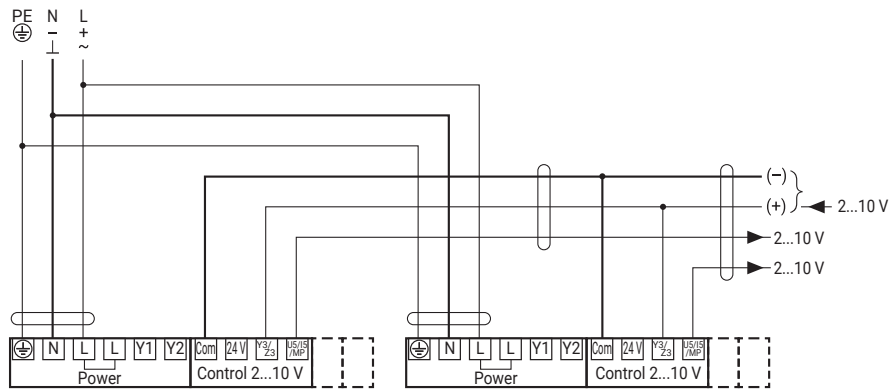 PE N L
− +
⊥ ~
(−)
(+) 2...10 V
2...10 V
2...10 V
N L L Y1 Y2 Com 24 V Y3/Z3 U5/I5/MP
Power Control 2...10 V
N L L Y1 Y2 Com 24 V Y3/Z3 U5/I5/MP
Power Control 2...10 V